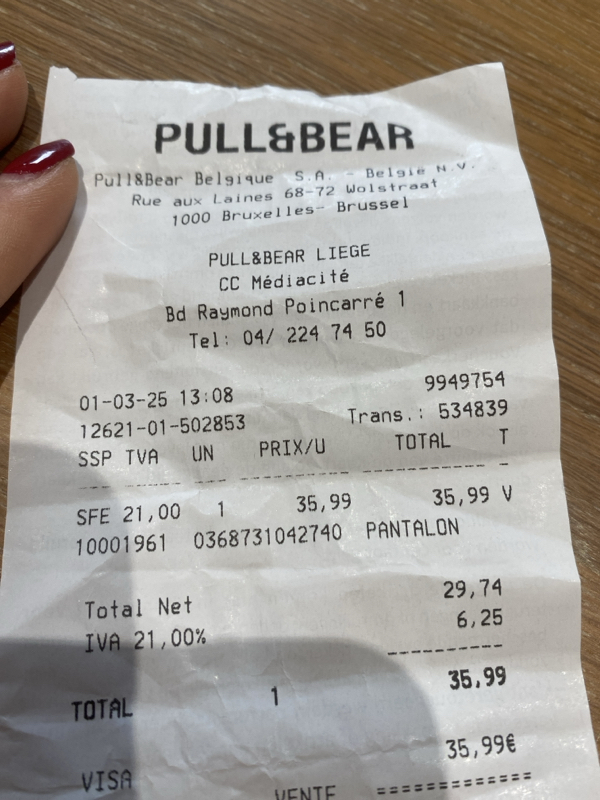 PULL&BEAR
Pull&Bear Belgique S.A. - Belgie N.V.
Rue aux Laines 68-72 Wolstraat
1000 Bruxelles- Brussel
PULL&BEAR LIEGE
CC Médiacité
Bd Raymond Poincarré 1
Tel: 04/ 224 74 50
01-03-25 13:08 9949754
12621-01-502853 Trans.: 534839
SSP TVA UN PRIX/U TOTAL T
SFE 21,00 1 35,99 35,99 V
10001961 0368731042740 PANTALON
Total Net 29,74
IVA 21,00% 6,25
TOTAL 1 35,99
35,99€
VISA
VENTE